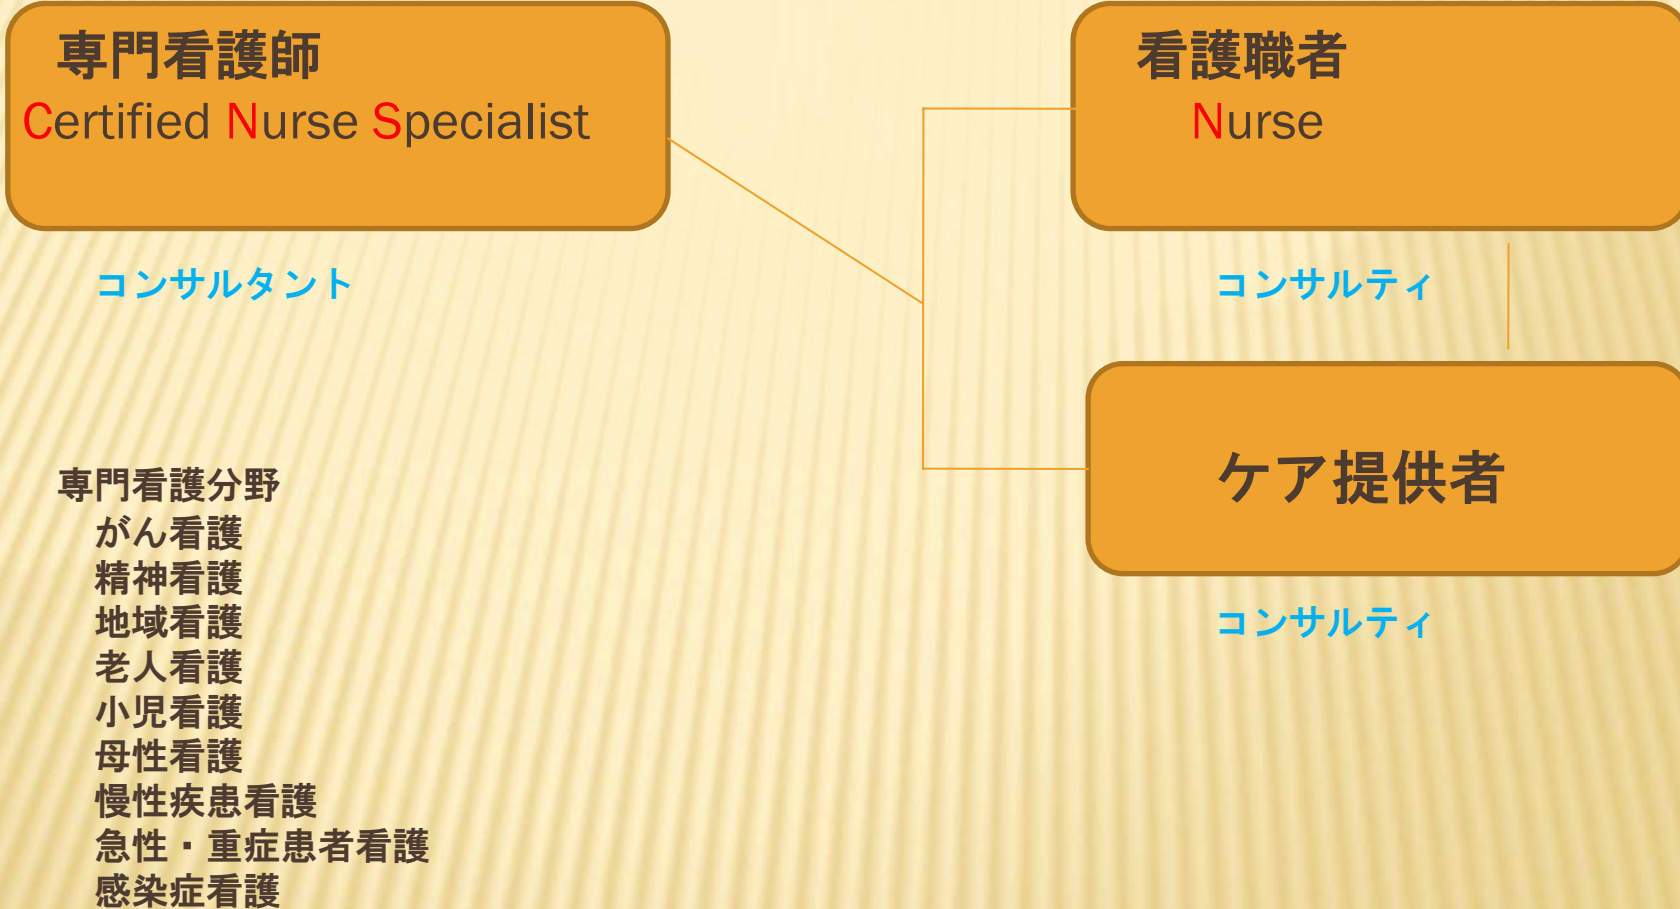 専門看護師
Certified Nurse Specialist
コンサルタント
看護職者
Nurse
コンサルティ
ケア提供者
コンサルティ
専門看護分野
がん看護
精神看護
地域看護
老人看護
小児看護
母性看護
慢性疾患看護
急性・重症患者看護
感染症看護